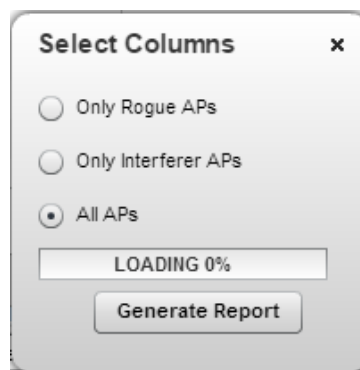 Select Columns
Only Rogue APs
Only Interferer APs
All APs
LOADING 0%
Generate Report